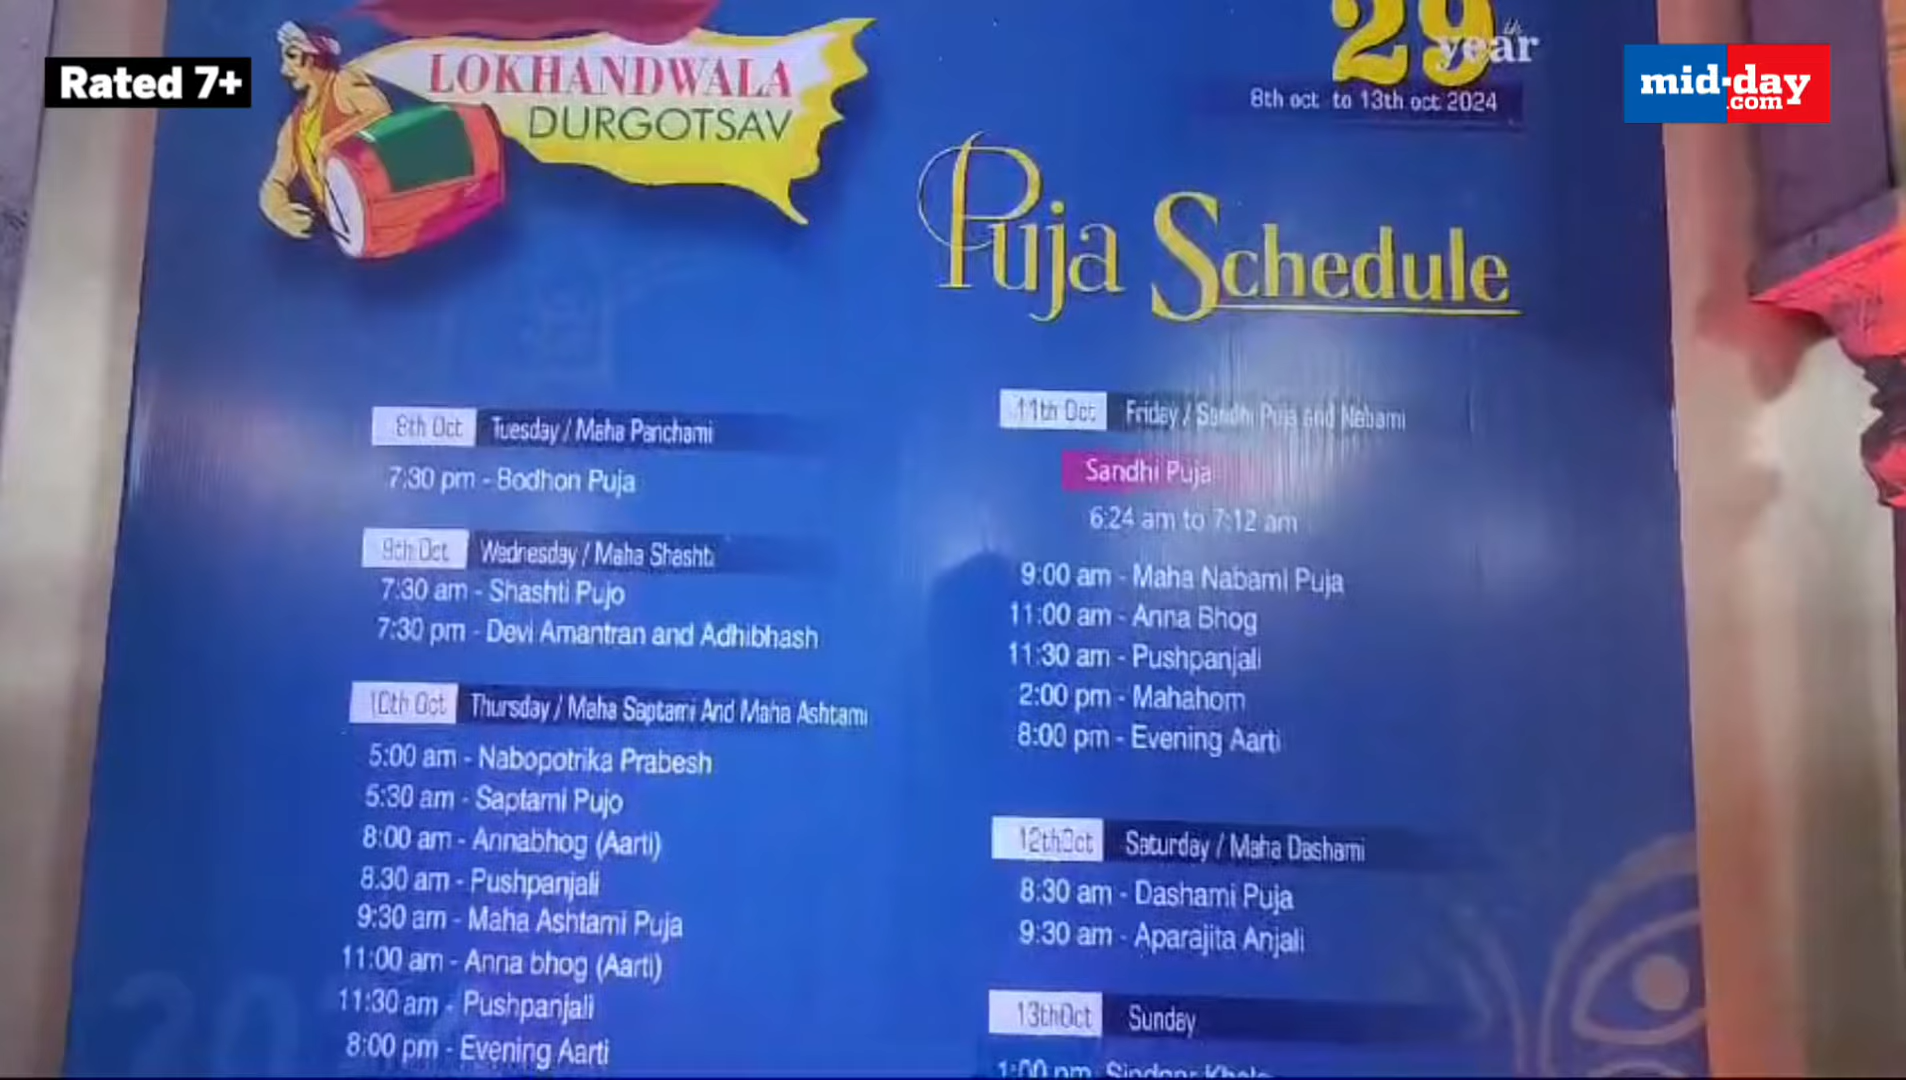 Rated 7+
LOKHANDWALA
DURGOTSAV
29th year
8th oct to 13th oct 2024
mid-day
.com
Puja Schedule
8th Oct Tuesday / Maha Panchami
7:30 pm - Bodhon Puja
9th Oct Wednesday / Maha Shashti
7:30 am - Shashti Pujo
7:30 pm - Devi Amantran and Adhibhash
10th Oct Thursday / Maha Saptami And Maha Ashtami
5:00 am - Nabopotrika Prabesh
5:30 am - Saptami Pujo
8:00 am - Annabhog (Aarti)
8.30 am - Pushpanjali
9:30 am - Maha Ashtami Puja
11:00 am - Anna bhog (Aarti)
11:30 am - Pushpanjali
8:00 pm - Evening Aarti
11th Oct Friday / Sandhi Puja and Nabami
Sandhi Puja
6:24 am to 7:12 am
9:00 am - Maha Nabami Puja
11:00 am - Anna Bhog
11:30 am - Pushpanjali
2:00 pm - Mahahom
8:00 pm - Evening Aarti
12thOct Saturday / Maha Dashami
8:30 am - Dashami Puja
9:30 am - Aparajita Anjali
13thOct Sunday
1:00 pm Sindoor Khela